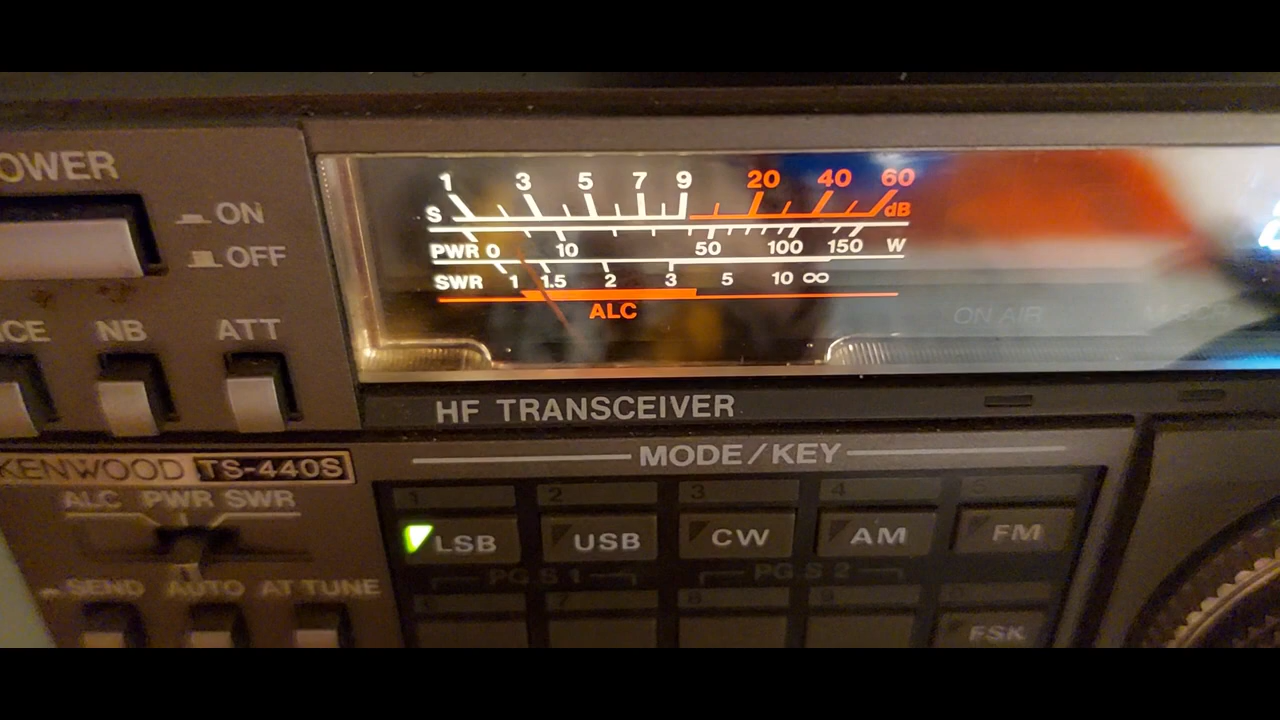 OWER
ON
OFF
1 3 5 7 9 20 40 60
S dB
PWR 0 10 50 100 150 W
SWR 1 1.5 2 3 5 10 ∞
ALC
ON AIR
ICE NB ATT
HF TRANSCEIVER
KENWOOD TS-440S
MODE/KEY
ALC PWR SWR
1 2 3 4 5
LSB USB CW AM FM
SEND AUTO AT TUNE
PG S 1 PG S 2
7 8 9
FSK